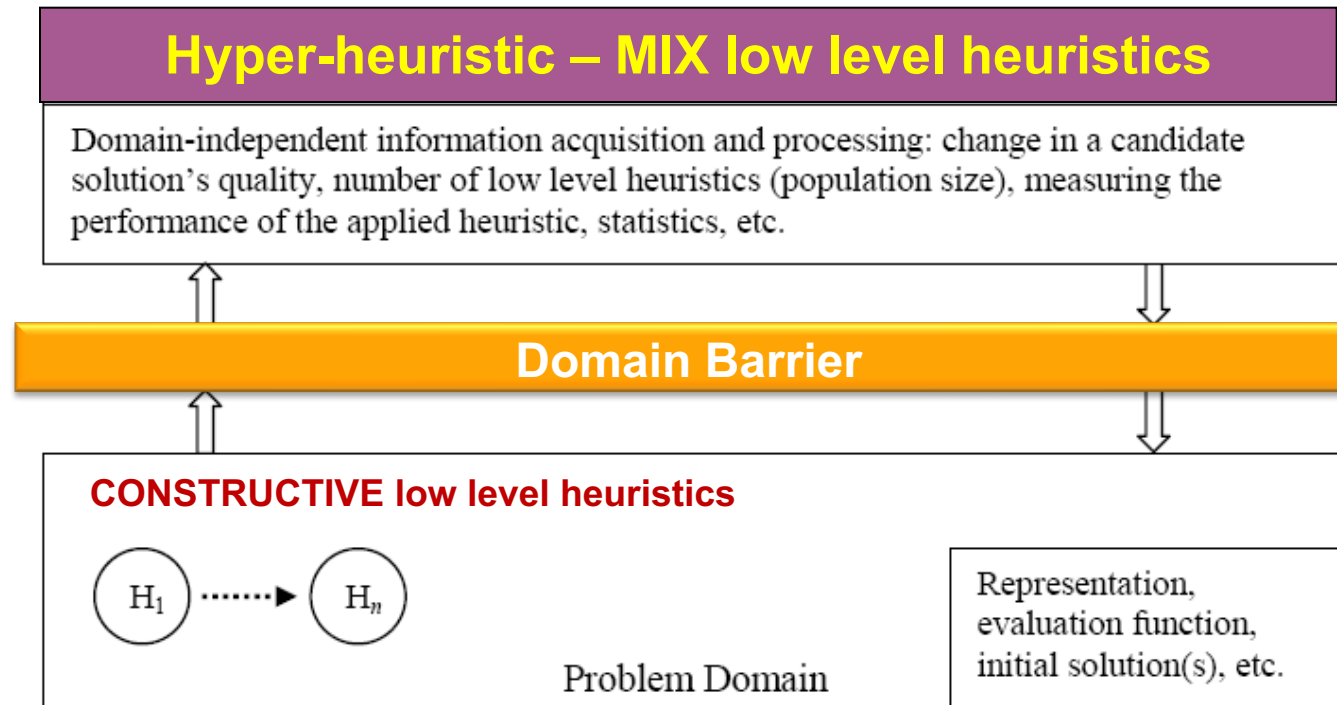 Hyper-heuristic – MIX low level heuristics
Domain-independent information acquisition and processing: change in a candidate
solution’s quality, number of low level heuristics (population size), measuring the
performance of the applied heuristic, statistics, etc.
Domain Barrier
CONSTRUCTIVE low level heuristics
H₁
Hₙ
Representation,
evaluation function,
initial solution(s), etc.
Problem Domain